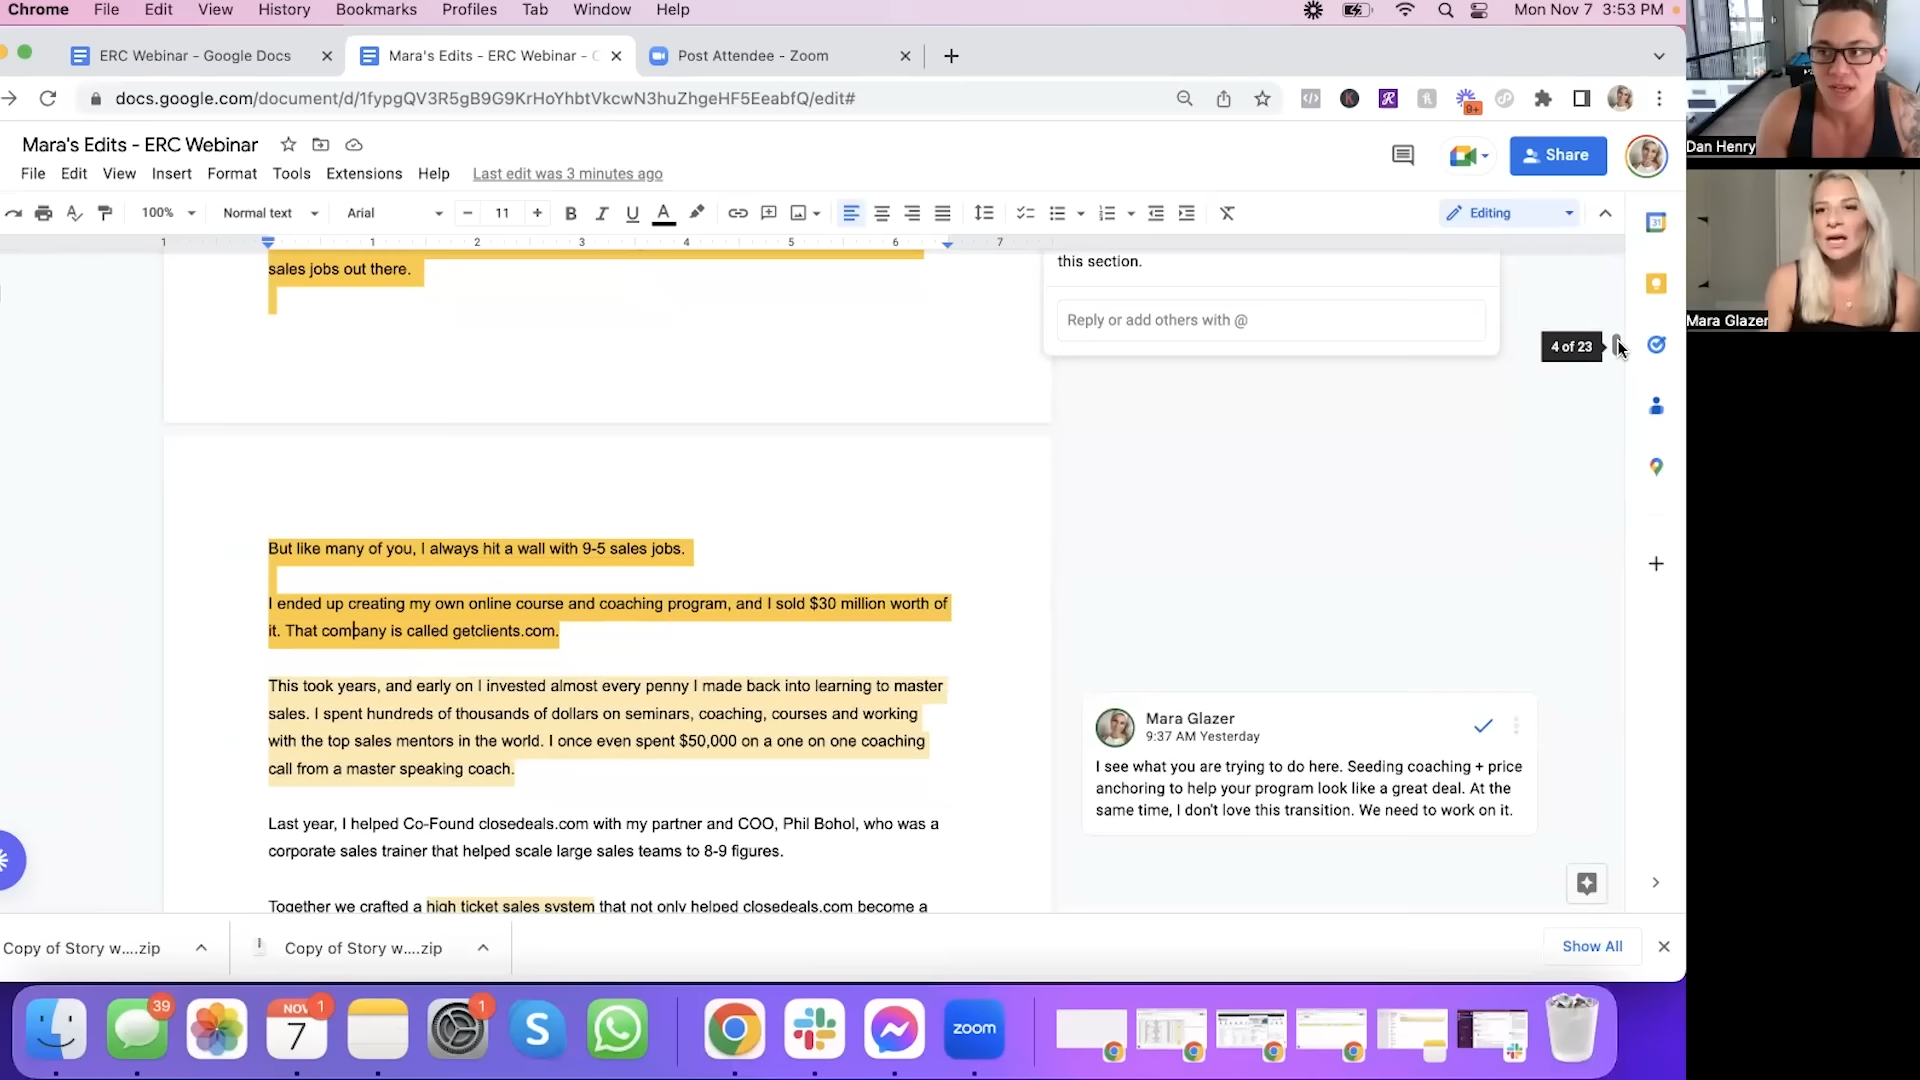 Chrome File Edit View History Bookmarks Profiles Tab Window Help
Mon Nov 7 3:53 PM
ERC Webinar - Google Docs
Mara's Edits - ERC Webinar -
Post Attendee - Zoom
docs.google.com/document/d/1fypgQV3R5gB9G9KrHoYhbtVkcwN3huZhgeHF5EeabfQ/edit#
9+
Dan Henry
Mara's Edits - ERC Webinar
Share
File Edit View Insert Format Tools Extensions Help Last edit was 3 minutes ago
100% Normal text Arial 11 Editing
31
1 1 2 3 4 5 6 7
this section.
sales jobs out there.
Reply or add others with @
Mara Glazer
4 of 23
But like many of you, I always hit a wall with 9-5 sales jobs.
I ended up creating my own online course and coaching program, and I sold $30 million worth of
it. That company is called getclients.com.
This took years, and early on I invested almost every penny I made back into learning to master
sales. I spent hundreds of thousands of dollars on seminars, coaching, courses and working
with the top sales mentors in the world. I once even spent $50,000 on a one on one coaching
call from a master speaking coach.
Mara Glazer
9:37 AM Yesterday
I see what you are trying to do here. Seeding coaching + price
anchoring to help your program look like a great deal. At the
same time, I don't love this transition. We need to work on it.
Last year, I helped Co-Found closedeals.com with my partner and COO, Phil Bohol, who was a
corporate sales trainer that helped scale large sales teams to 8-9 figures.
Together we crafted a high ticket sales system that not only helped closedeals.com become a
Copy of Story w....zip
Copy of Story w....zip
Show All
39
NOV 1
7
1
zoom